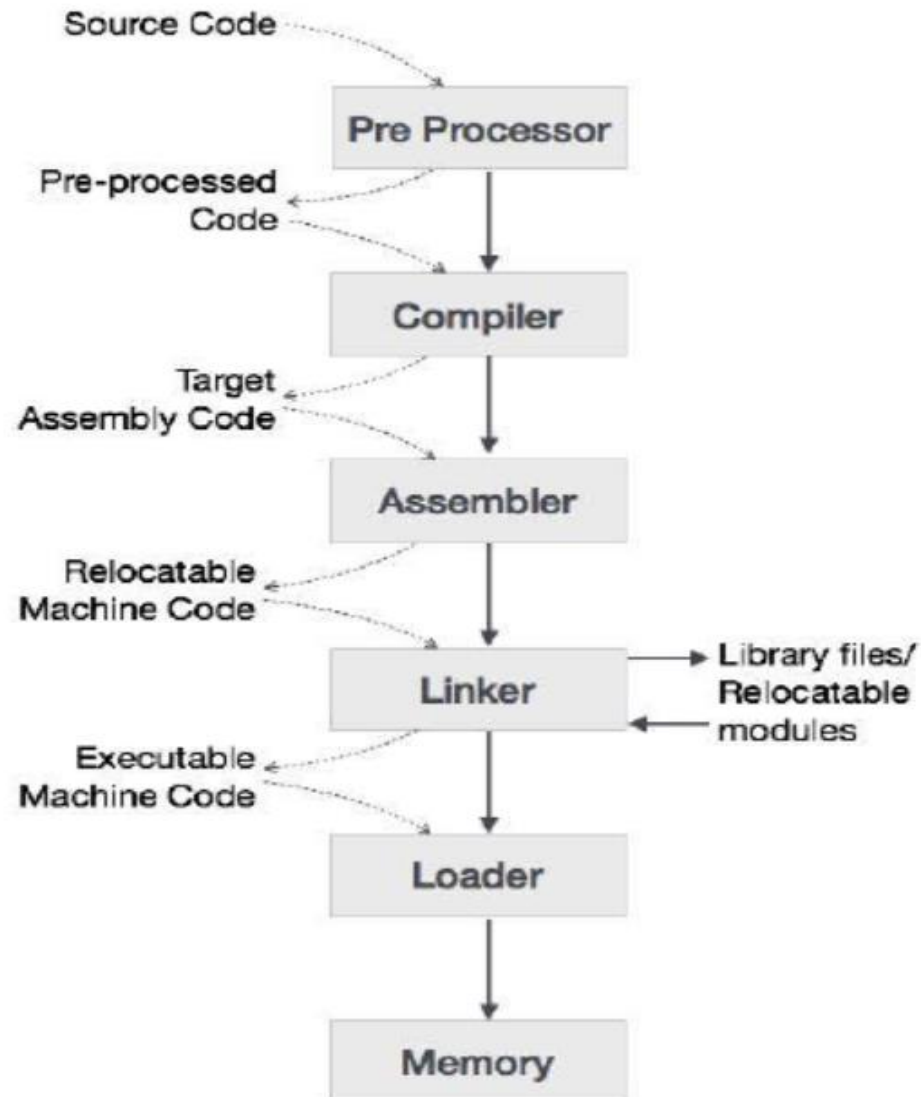 Source Code
Pre Processor
Pre-processed
Code
Compiler
Target
Assembly Code
Assembler
Relocatable
Machine Code
Linker
Library files/
Relocatable
modules
Executable
Machine Code
Loader
Memory